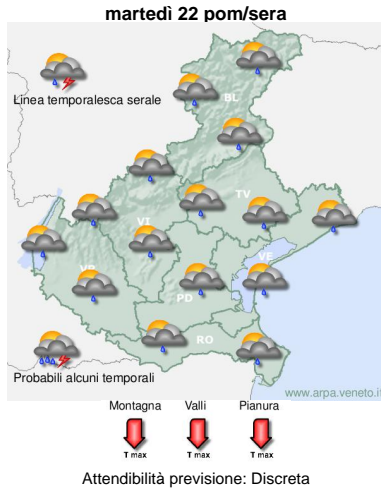 martedì 22 pom/sera
Linea temporalesca serale
BL
TV
VI
VE
VR
PD
RO
Probabili alcuni temporali
www.arpa.veneto.it
Montagna Valli Pianura
T max T max T max
Attendibilità previsione: Discreta